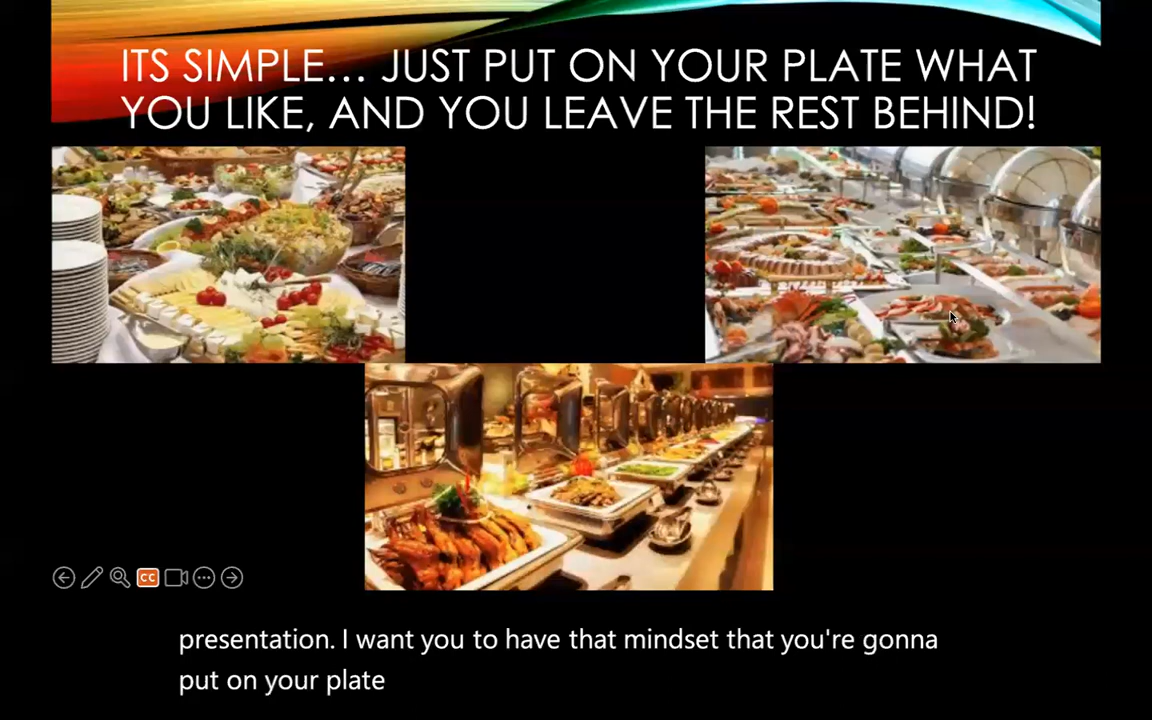 ITS SIMPLE... JUST PUT ON YOUR PLATE WHAT
YOU LIKE, AND YOU LEAVE THE REST BEHIND!
CC
presentation. I want you to have that mindset that you're gonna
put on your plate